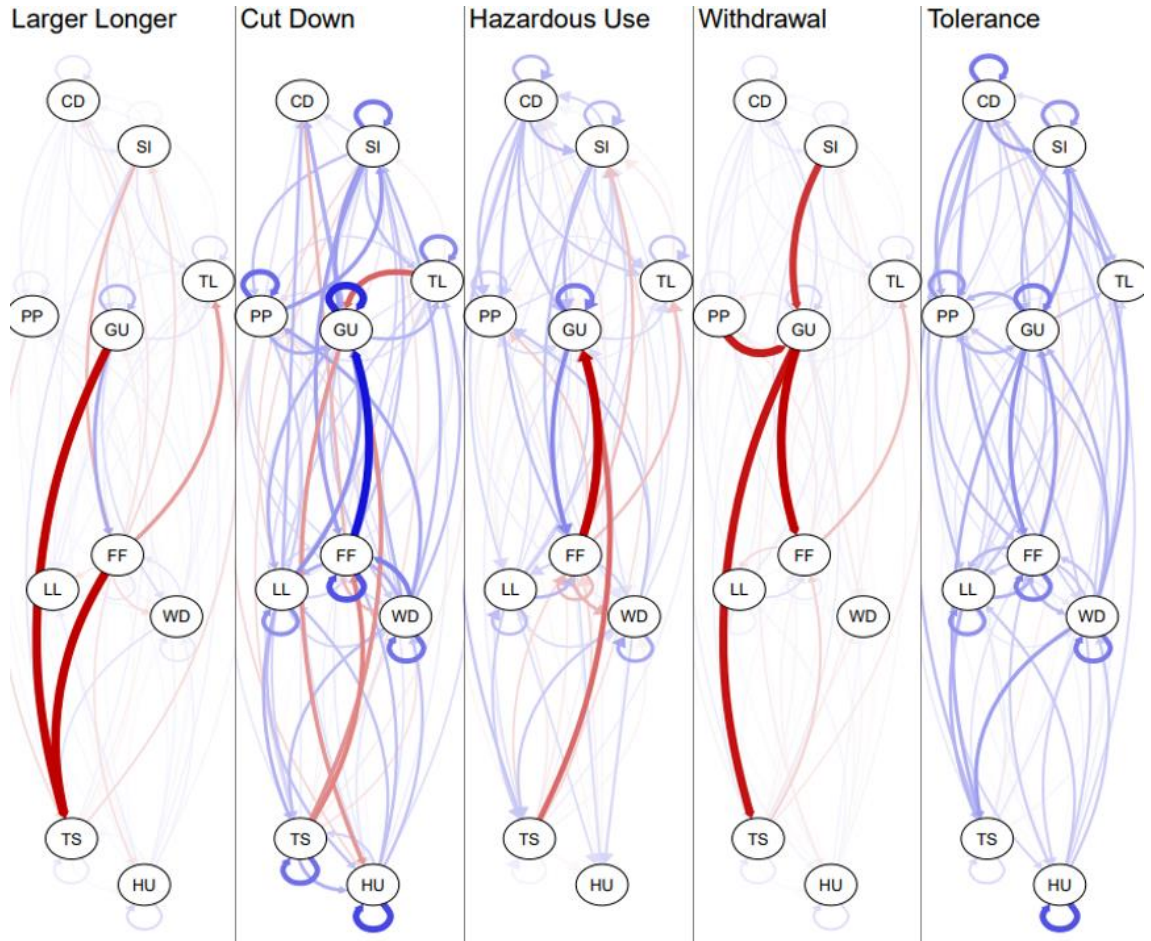 Larger Longer
CD
SI
TL
PP
GU
FF
LL
WD
TS
HU
Cut Down
CD
SI
TL
PP
GU
FF
LL
WD
TS
HU
Hazardous Use
CD
SI
TL
PP
GU
FF
LL
WD
TS
HU
Withdrawal
CD
SI
TL
PP
GU
FF
LL
WD
TS
HU
Tolerance
CD
SI
TL
PP
GU
FF
LL
WD
TS
HU